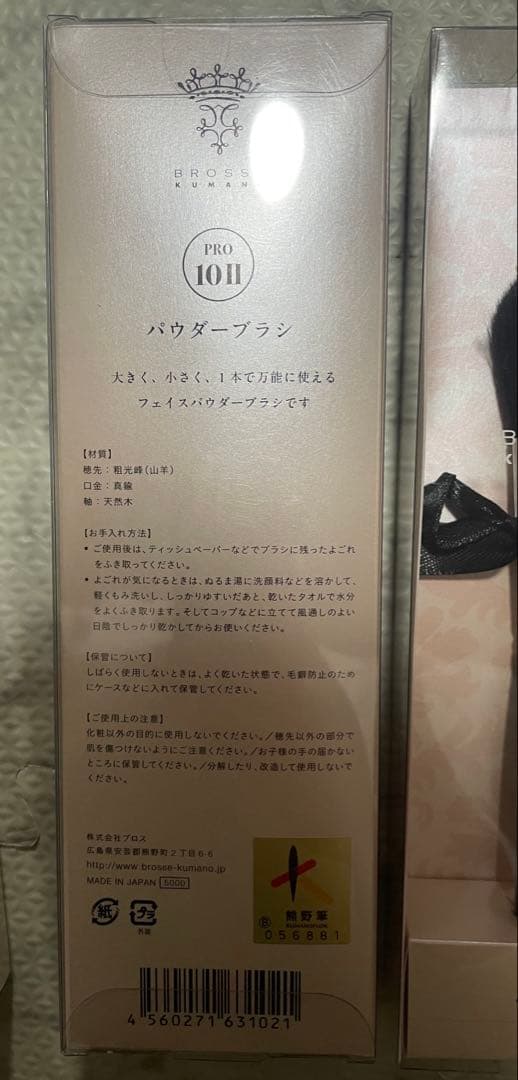 BROSS
KUMAN
PRO
10II
パウダーブラシ
大きく、小さく、1本で万能に使える
フェイスパウダーブラシです
【材質】
穂先：粗光峰(山羊)
口金：真鍮
軸：天然木
【お手入れ方法】
• ご使用後は、ティッシュペーパーなどでブラシに残ったよごれ
をふき取ってください。
• よごれが気になるときは、ぬるま湯に洗顔料などを溶かして、
軽くもみ洗いし、しっかりゆすいだあと、乾いたタオルで水分
をよくふき取ります。そしてコップなどに立てて風通しのよい
日陰でしっかり乾かしてからお使いください。
【保管について】
しばらく使用しないときは、よく乾いた状態で、毛癖防止のため
にケースなどに入れて保管してください。
【ご使用上の注意】
化粧以外の目的に使用しないでください。／穂先以外の部分で
肌を傷つけないようにご注意ください。／お子様の手の届かない
ところに保管してください。／分解したり、改造して使用しないで
ください。
株式会社ブロス
広島県安芸郡熊野町2丁目6-6
http://www.brosse-kumano.jp
MADE IN JAPAN 5000
紙
プラ
外装
熊野筆
KUMANOFUDE
B 056881
4 560271 631021
B
K